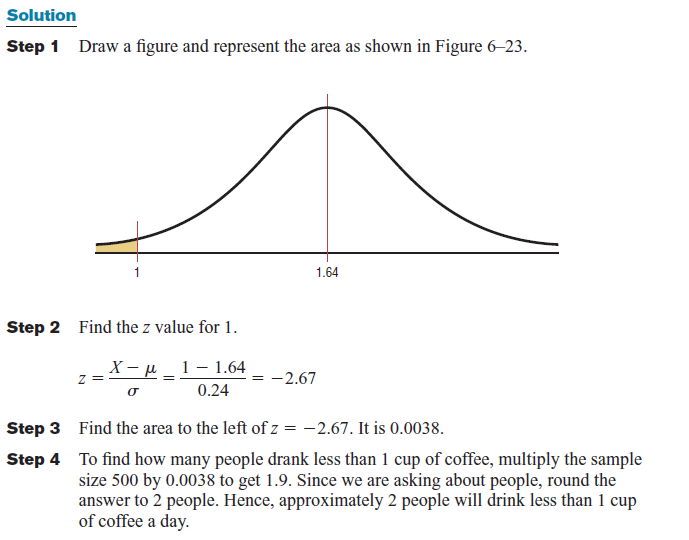 Solution
Step 1 Draw a figure and represent the area as shown in Figure 6–23.
1 1.64
Step 2 Find the z value for 1.
z = X − μ / σ = 1 − 1.64 / 0.24 = −2.67
Step 3 Find the area to the left of z = −2.67. It is 0.0038.
Step 4 To find how many people drank less than 1 cup of coffee, multiply the sample
size 500 by 0.0038 to get 1.9. Since we are asking about people, round the
answer to 2 people. Hence, approximately 2 people will drink less than 1 cup
of coffee a day.